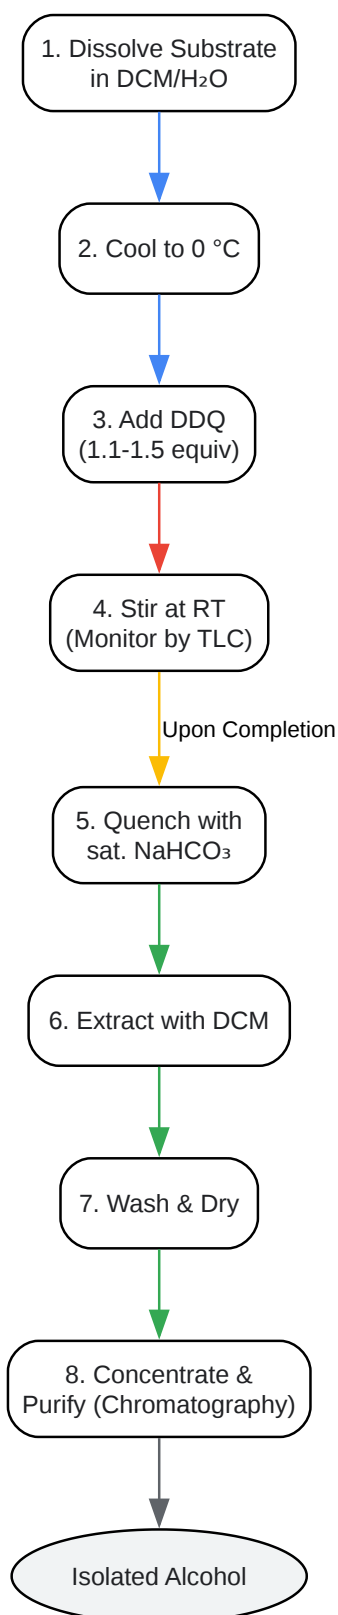 1. Dissolve Substrate
in DCM/H₂O
2. Cool to 0 °C
3. Add DDQ
(1.1-1.5 equiv)
4. Stir at RT
(Monitor by TLC)
Upon Completion
5. Quench with
sat. NaHCO₃
6. Extract with DCM
7. Wash & Dry
8. Concentrate &
Purify (Chromatography)
Isolated Alcohol